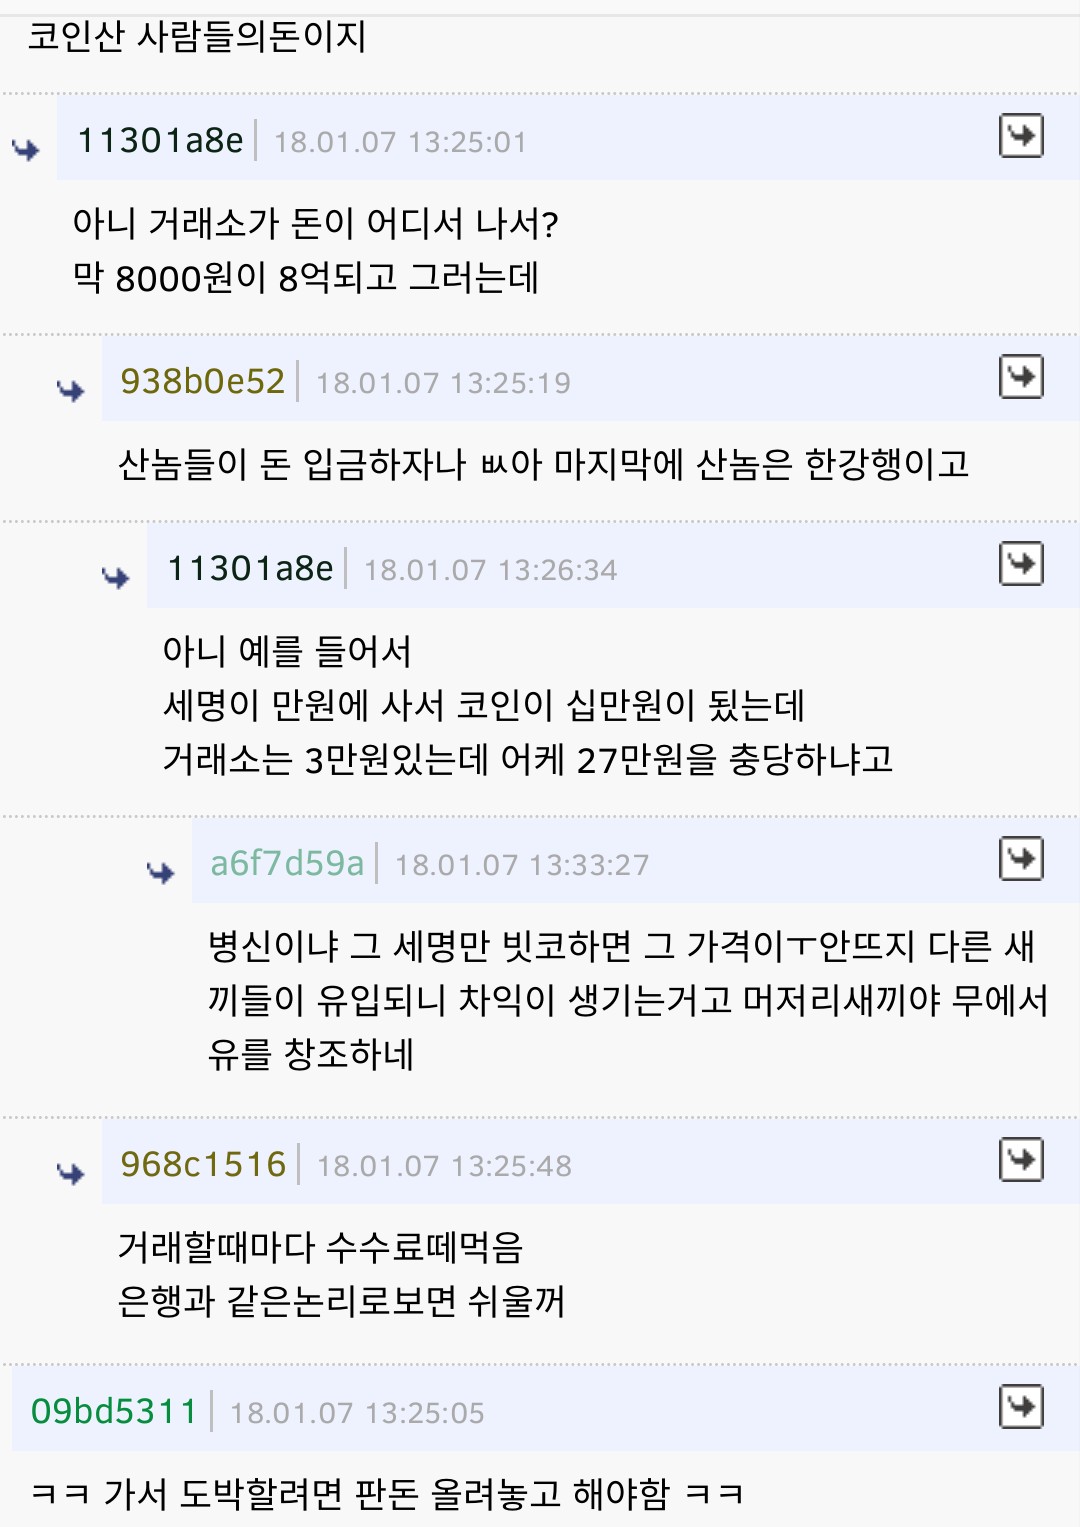 코인산 사람들의돈이지
11301a8e 18.01.07 13:25:01
아니 거래소가 돈이 어디서 나서?
막 8000원이 8억되고 그러는데
938b0e52 18.01.07 13:25:19
산놈들이 돈 입금하자나 ㅄ아 마지막에 산놈은 한강행이고
11301a8e 18.01.07 13:26:34
아니 예를 들어서
세명이 만원에 사서 코인이 십만원이 됬는데
거래소는 3만원있는데 어케 27만원을 충당하냐고
a6f7d59a 18.01.07 13:33:27
병신이냐 그 세명만 빗코하면 그 가격이ㅜ안뜨지 다른 새
끼들이 유입되니 차익이 생기는거고 머저리새끼야 무에서
유를 창조하네
968c1516 18.01.07 13:25:48
거래할때마다 수수료떼먹음
은행과 같은논리로보면 쉬울꺼
09bd5311 18.01.07 13:25:05
ㅋㅋ 가서 도박할려면 판돈 올려놓고 해야함 ㅋㅋ